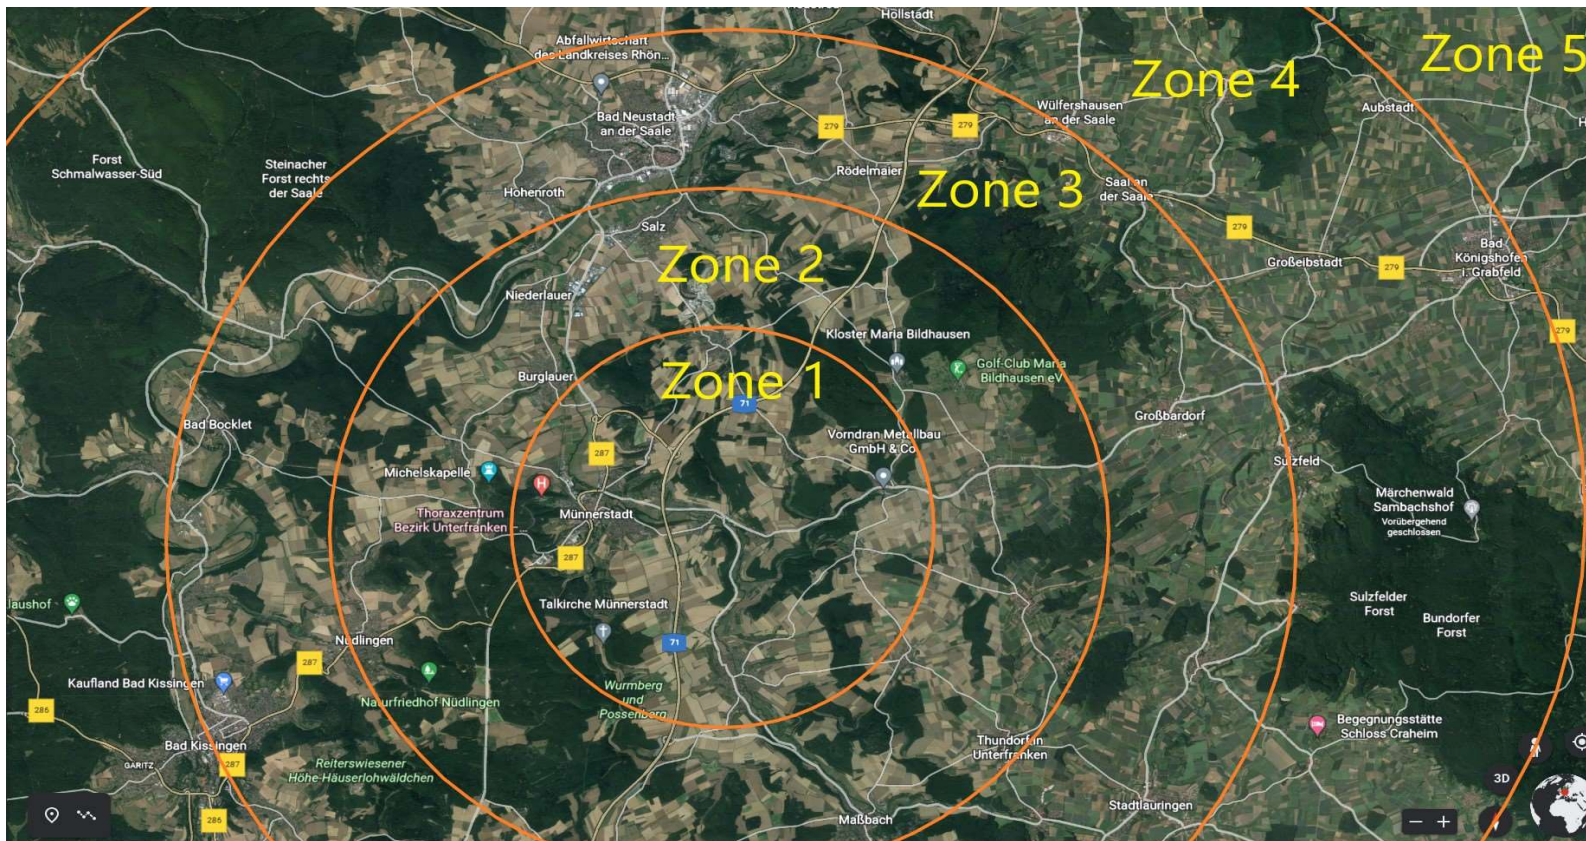 Höllstadt
Abfallwirtschaft
des Landkreises Rhön...
Zone 5
Zone 4
Aubstadt
Wülfershausen
an der Saale
Bad Neustadt
an der Saale
279
279
Forst
Schmalwasser-Süd
Steinacher
Forst rechts
der Saale
Rödelmaier
Hohenroth
Zone 3
Saal an
der Saale
Salz
279
Bad
Königshofen
i. Grabfeld
Zone 2
Großeibstadt
279
Niederlauer
279
Kloster Maria Bildhausen
Golf-Club Maria
Bildhausen eV
Burglauer
Zone 1
71
Großbardorf
Bad Bocklet
Vorndran Metallbau
GmbH & Co
287
Sulzfeld
Michelskapelle
H
Märchenwald
Sambachshof
Vorübergehend
geschlossen
Thoraxzentrum
Bezirk Unterfranken
Münnerstadt
287
laushof
Talkirche Münnerstadt
Sulzfelder
Forst
Bundorfer
Forst
Nüdlingen
71
287
Kaufland Bad Kissingen
Naturfriedhof Nüdlingen
Wurmberg
und
Possenberg
286
Begegnungsstätte
Schloss Craheim
Bad Kissingen
Thundorf in
Unterfranken
GARITZ
287
Reiterswiesener
Höhe-Häuserlohwäldchen
3D
Stadtlauringen
286
Maßbach